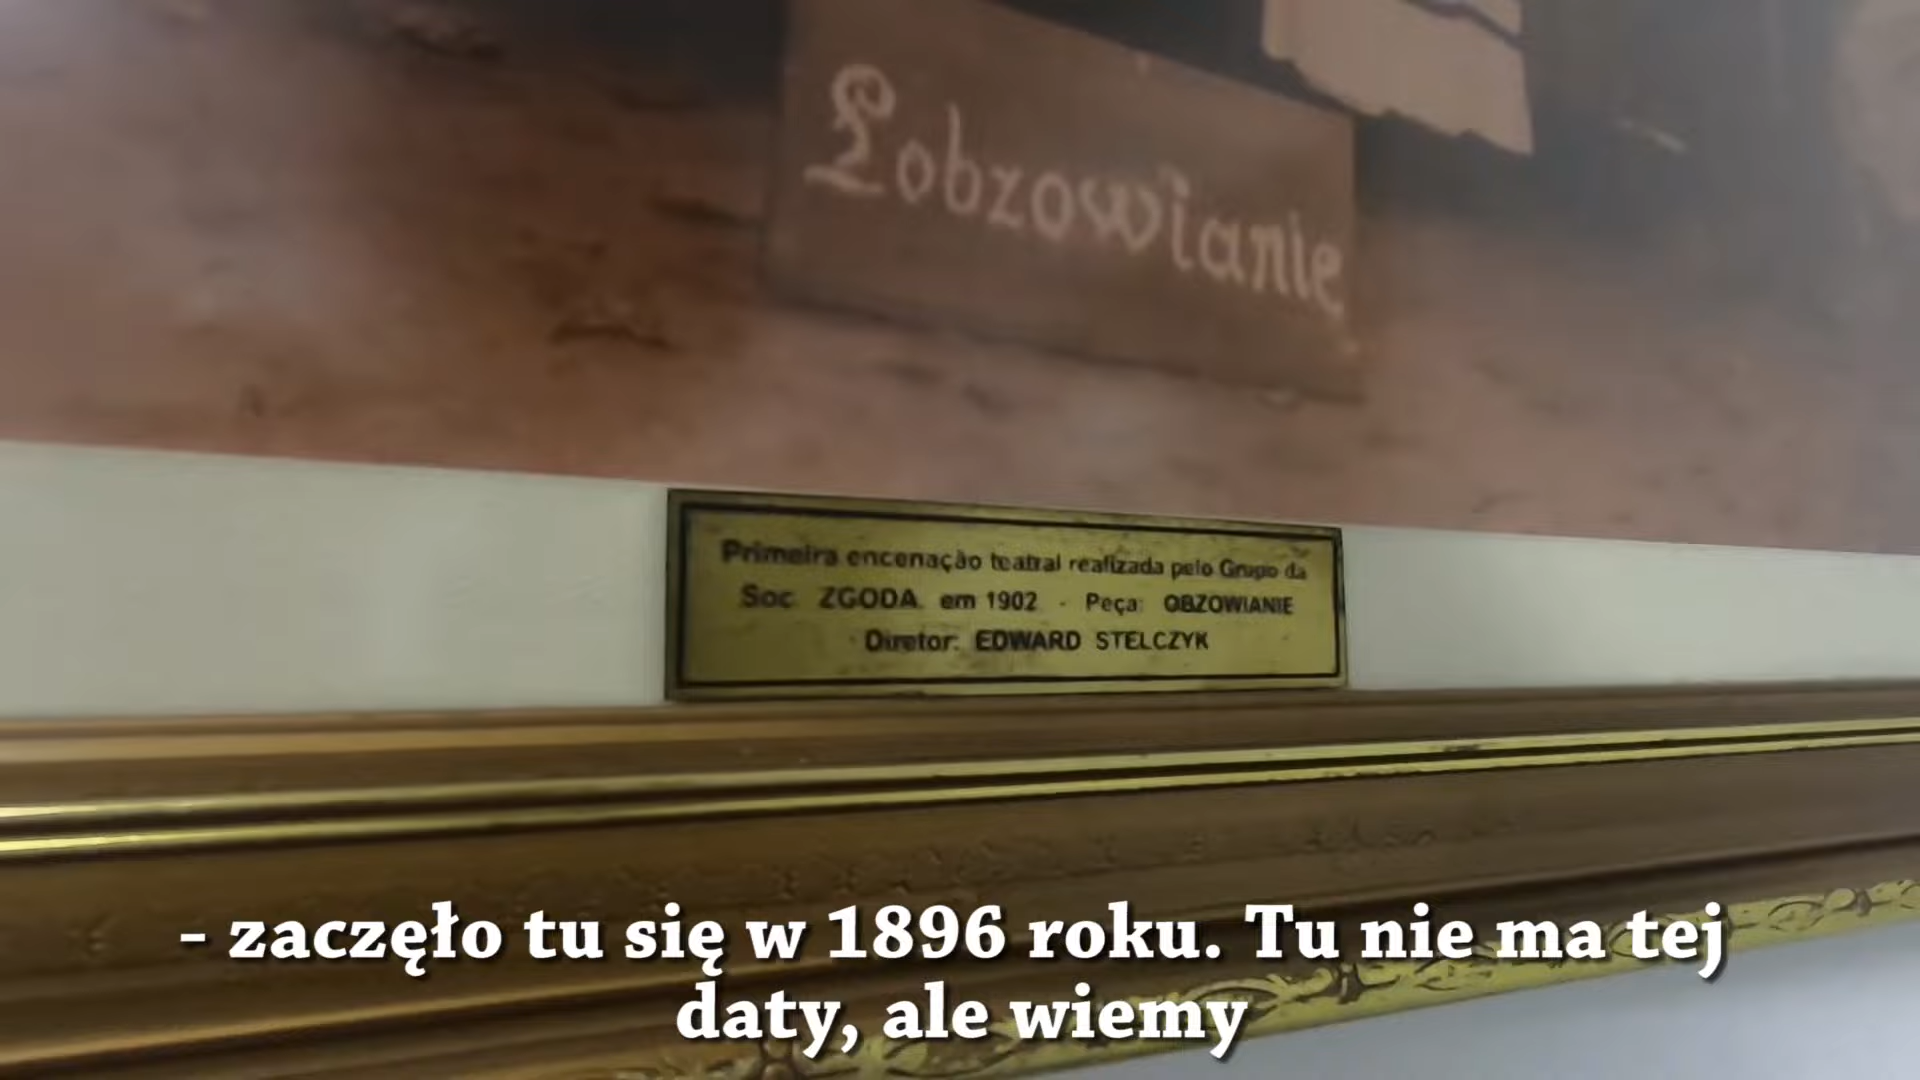 Łobzowianie
Primeira encenação teatral realizada pelo Grupo da
Soc. ZGODA. em 1902 - Peça: OBZOWIANIE
Diretor: EDWARD STELCZYK
- zaczęło tu się w 1896 roku. Tu nie ma tej
daty, ale wiemy